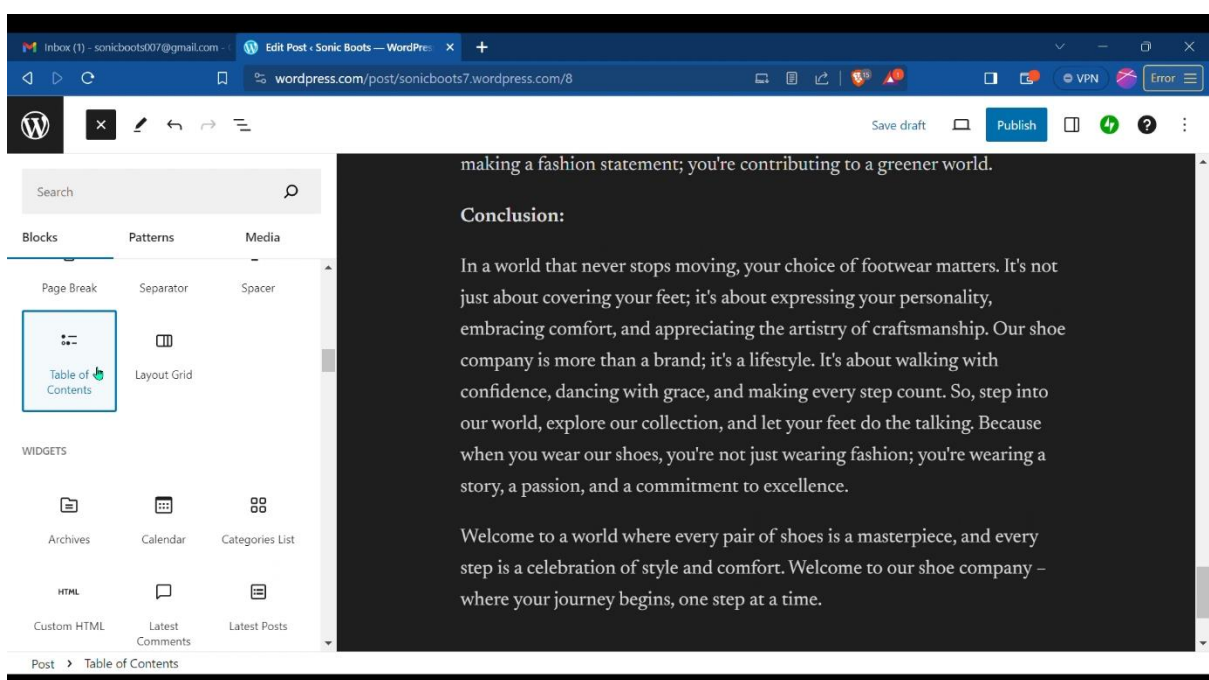 Inbox (1) - sonicboots007@gmail.com -
Edit Post ‹ Sonic Boots — WordPres
wordpress.com/post/sonicboots7.wordpress.com/8
VPN
Error
Save draft
Publish
Search
Blocks Patterns Media
Page Break Separator Spacer
Table of Contents
Layout Grid
WIDGETS
Archives Calendar Categories List
HTML
Custom HTML
Latest Comments
Latest Posts
making a fashion statement; you're contributing to a greener world.
Conclusion:
In a world that never stops moving, your choice of footwear matters. It's not
just about covering your feet; it's about expressing your personality,
embracing comfort, and appreciating the artistry of craftsmanship. Our shoe
company is more than a brand; it's a lifestyle. It's about walking with
confidence, dancing with grace, and making every step count. So, step into
our world, explore our collection, and let your feet do the talking. Because
when you wear our shoes, you're not just wearing fashion; you're wearing a
story, a passion, and a commitment to excellence.
Welcome to a world where every pair of shoes is a masterpiece, and every
step is a celebration of style and comfort. Welcome to our shoe company –
where your journey begins, one step at a time.
Post > Table of Contents